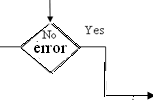 Yes
No
error